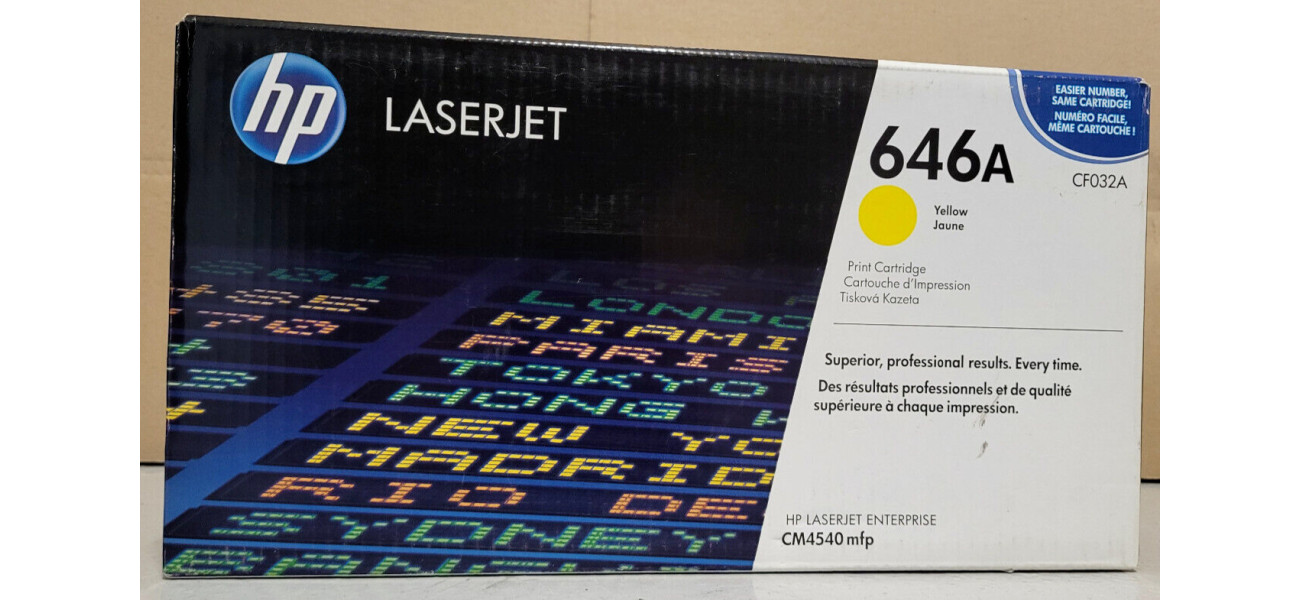 hp
LASERJET
EASIER NUMBER,
SAME CARTRIDGE!
NUMÉRO FACILE,
MÊME CARTOUCHE !
646A
CF032A
Yellow
Jaune
Print Cartridge
Cartouche d'Impression
Tisková Kazeta
Superior, professional results. Every time.
Des résultats professionnels et de qualité
supérieure à chaque impression.
HP LASERJET ENTERPRISE
CM4540 mfp
LONDO
MIAMI
PARIS
TOKYO
HONG
NEW YO
MADRID
RIO DE
SYDNEY